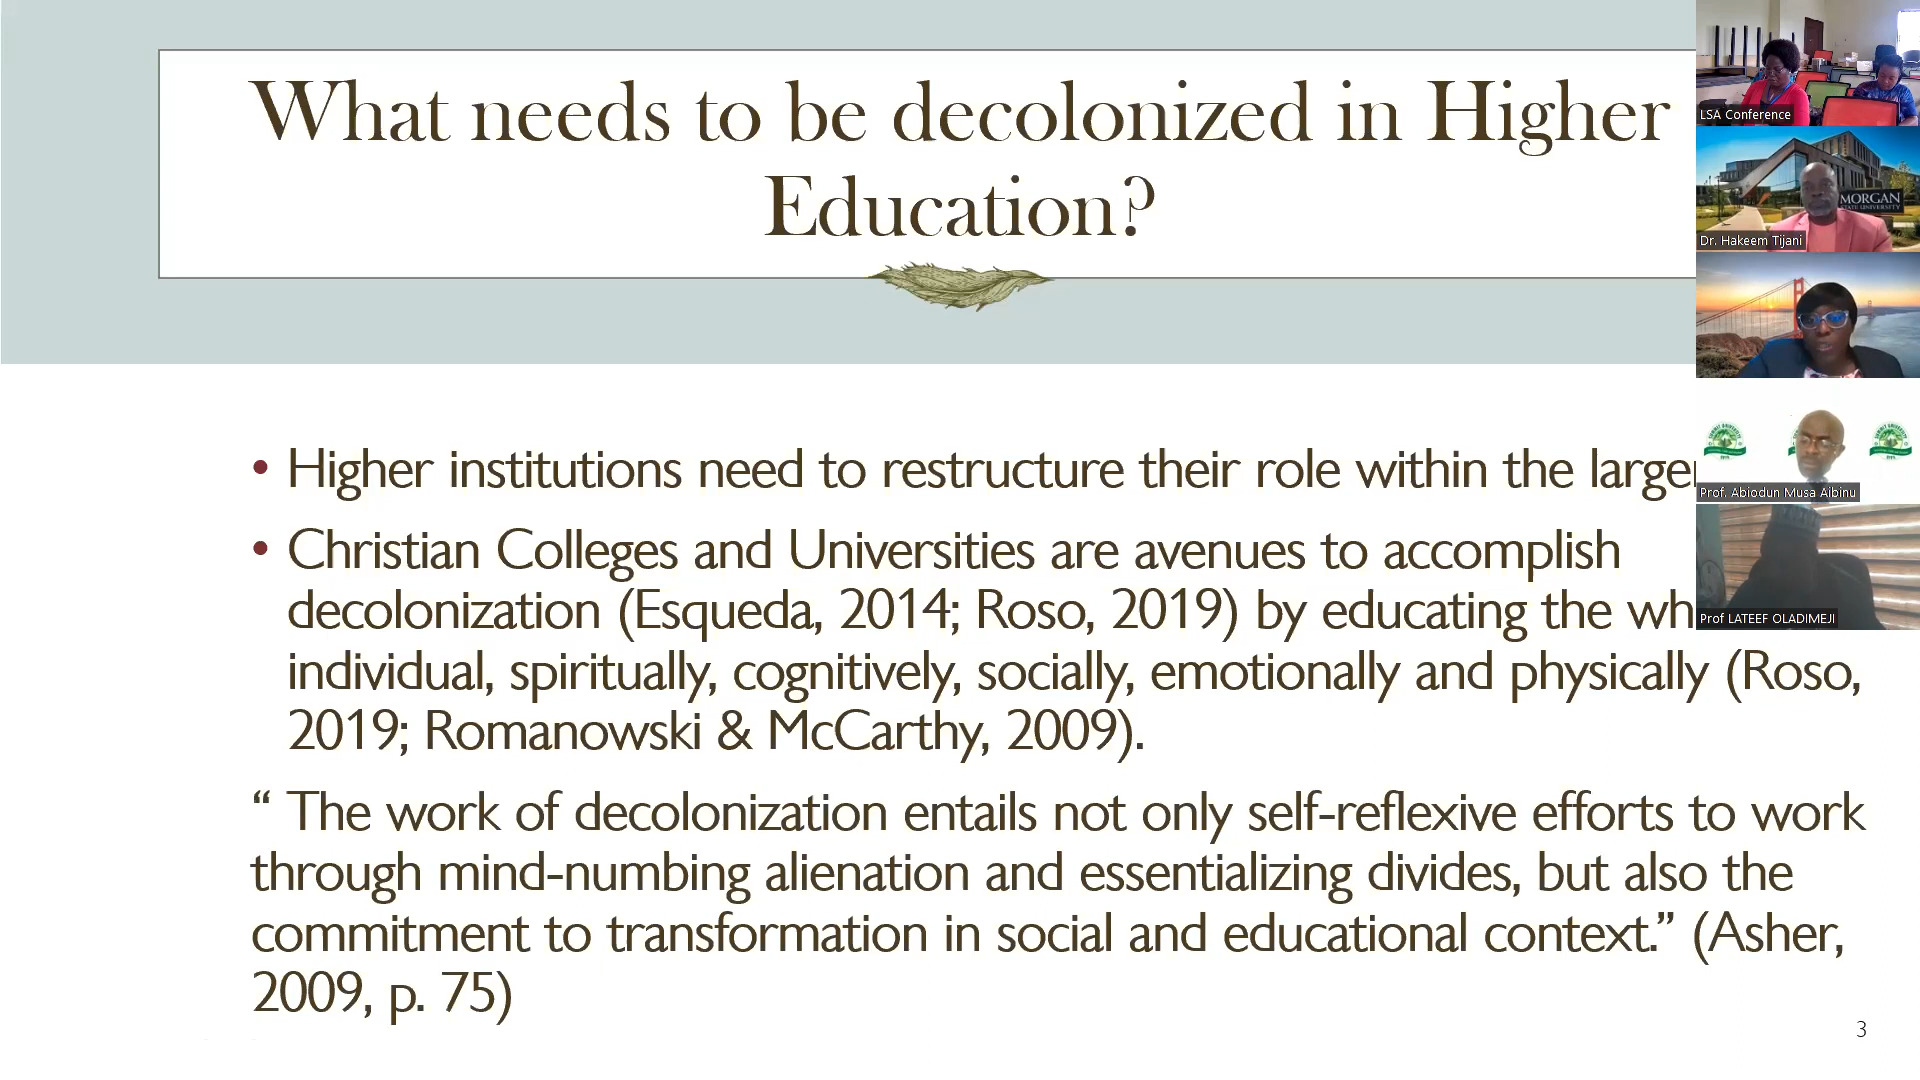 What needs to be decolonized in Higher
Education?
• Higher institutions need to restructure their role within the larger
• Christian Colleges and Universities are avenues to accomplish
decolonization (Esqueda, 2014; Roso, 2019) by educating the wh
individual, spiritually, cognitively, socially, emotionally and physically (Roso,
2019; Romanowski & McCarthy, 2009).
“ The work of decolonization entails not only self-reflexive efforts to work
through mind-numbing alienation and essentializing divides, but also the
commitment to transformation in social and educational context.” (Asher,
2009, p. 75)
3
LSA Conference
MORGAN
STATE UNIVERSITY
Dr. Hakeem Tijani
Prof. Abiodun Musa Aibinu
Prof LATEEF OLADIMEJI